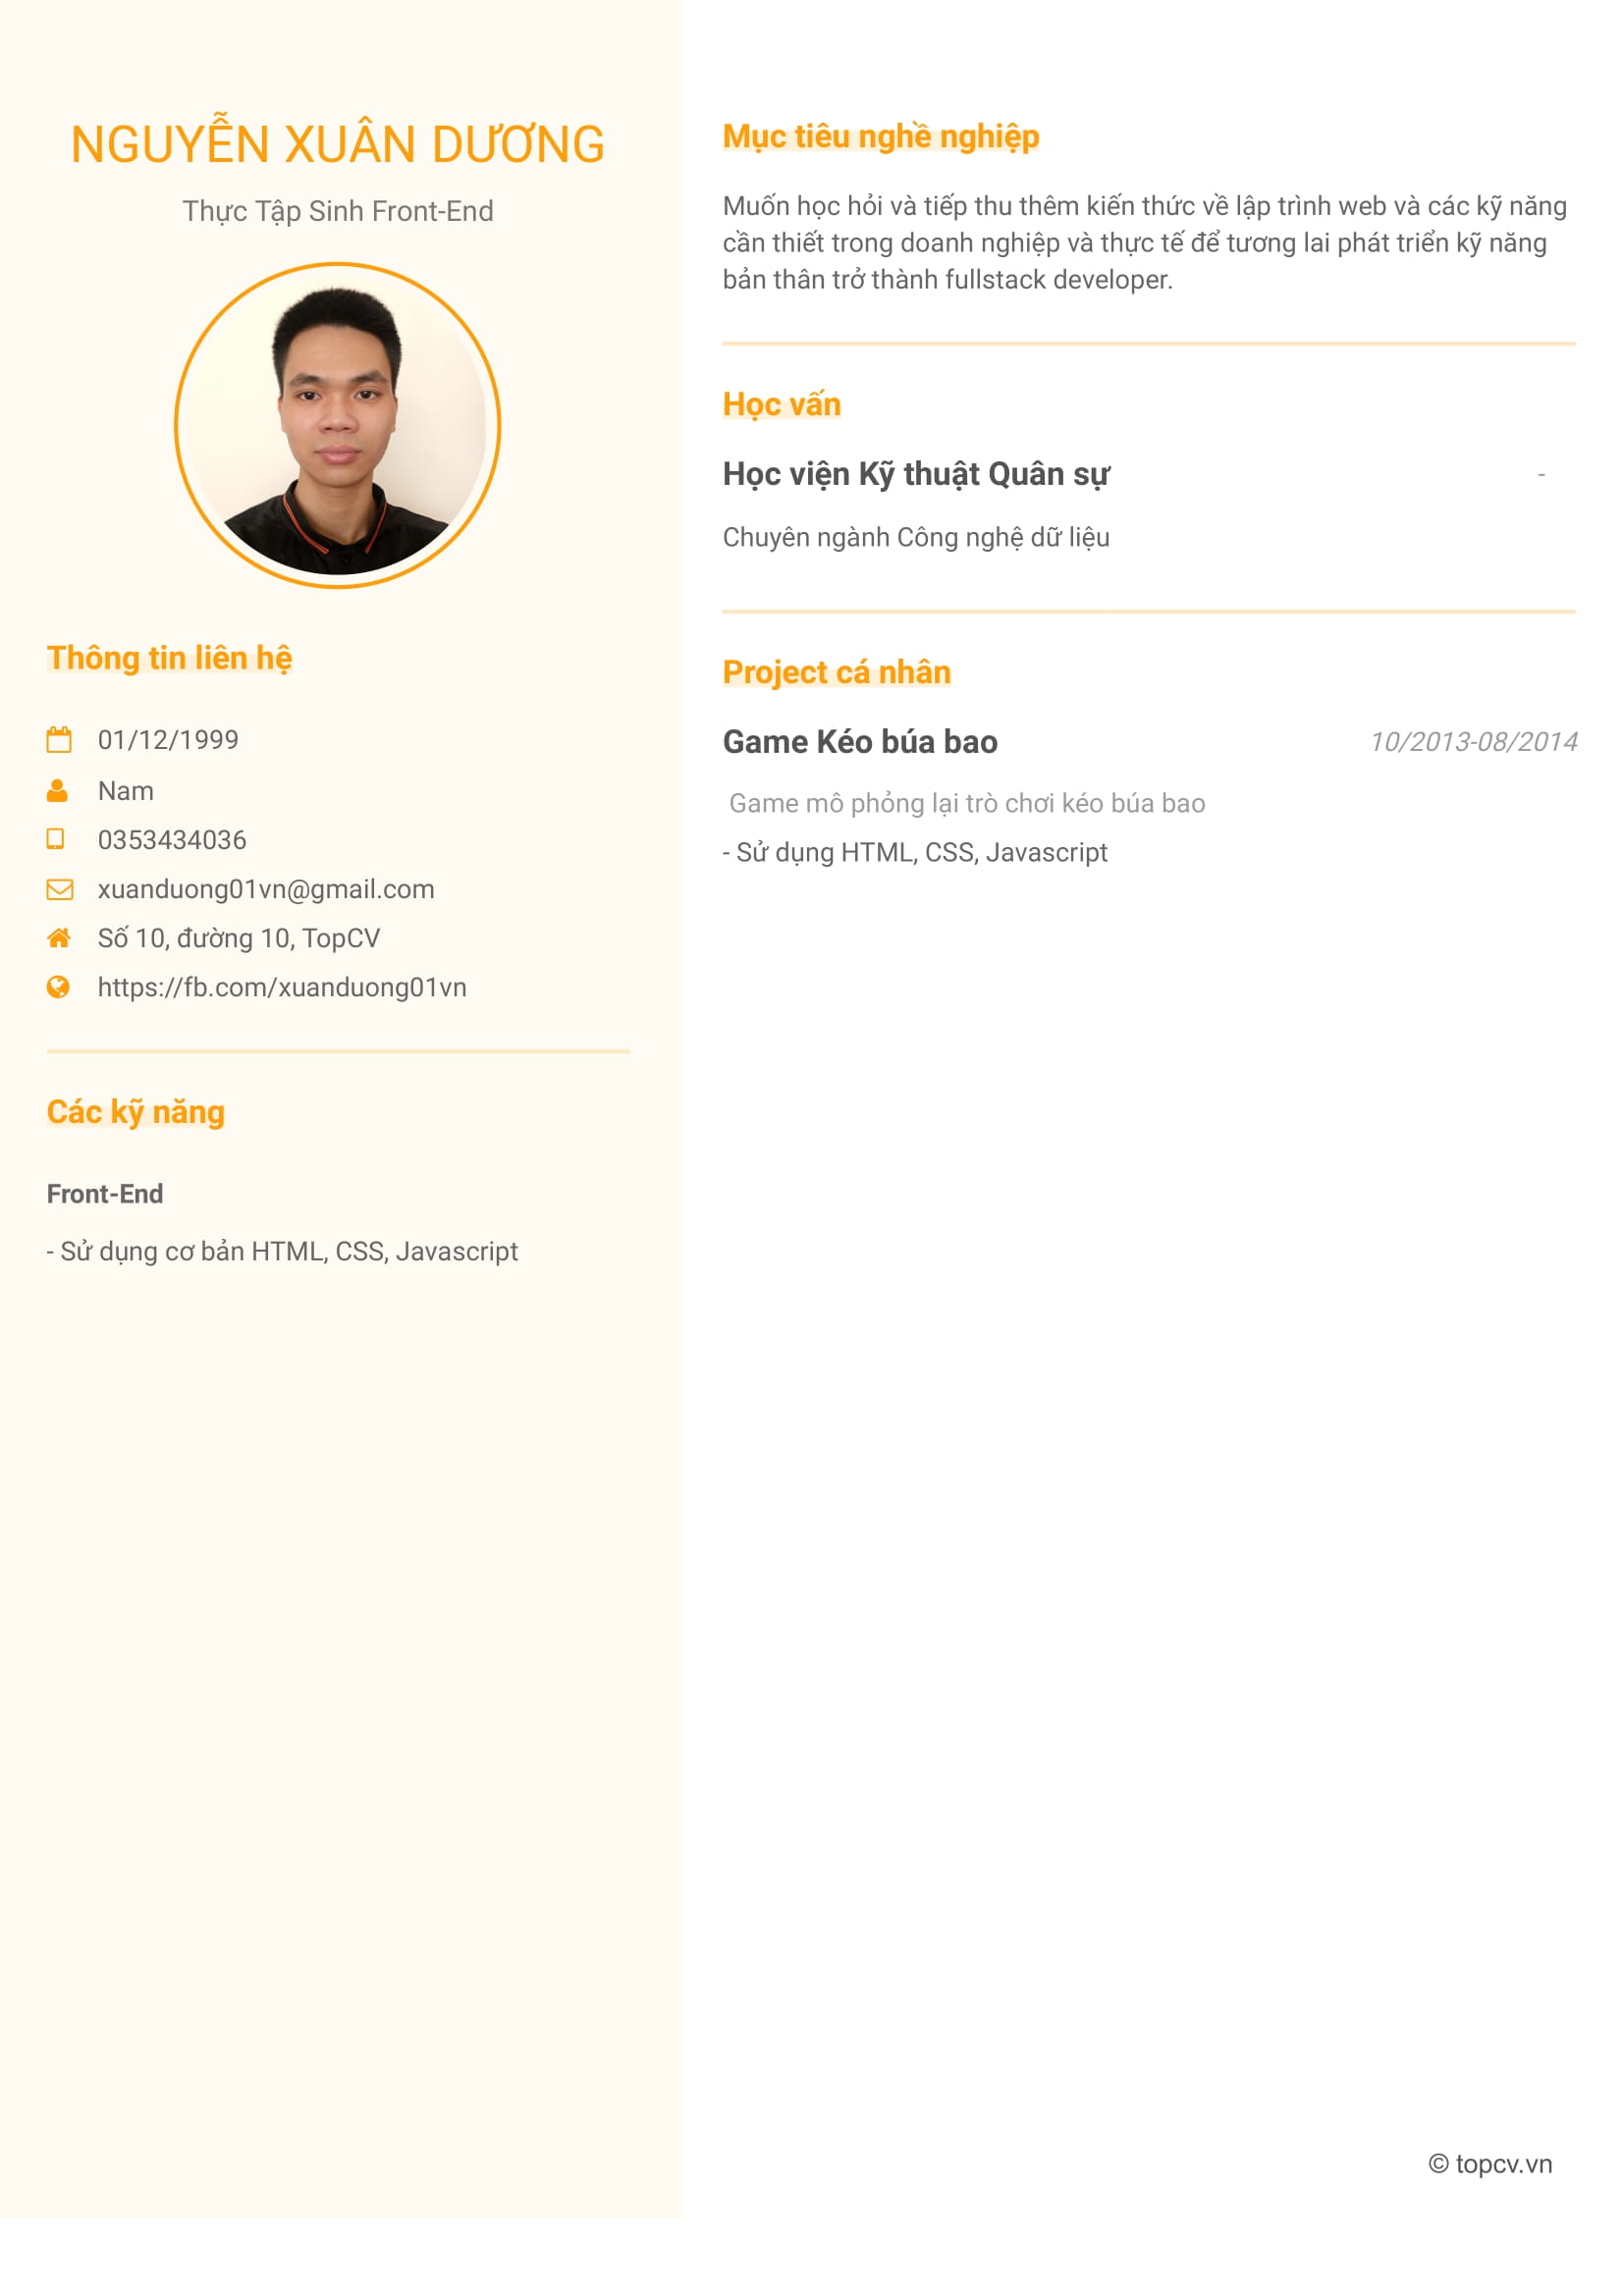 NGUYỄN XUÂN DƯƠNG
Thực Tập Sinh Front-End
Thông tin liên hệ
01/12/1999
Nam
0353434036
xuanduong01vn@gmail.com
Số 10, đường 10, TopCV
https://fb.com/xuanduong01vn
Các kỹ năng
Front-End
- Sử dụng cơ bản HTML, CSS, Javascript
Mục tiêu nghề nghiệp
Muốn học hỏi và tiếp thu thêm kiến thức về lập trình web và các kỹ năng
cần thiết trong doanh nghiệp và thực tế để tương lai phát triển kỹ năng
bản thân trở thành fullstack developer.
Học vấn
Học viện Kỹ thuật Quân sự -
Chuyên ngành Công nghệ dữ liệu
Project cá nhân
Game Kéo búa bao 10/2013-08/2014
Game mô phỏng lại trò chơi kéo búa bao
- Sử dụng HTML, CSS, Javascript
© topcv.vn